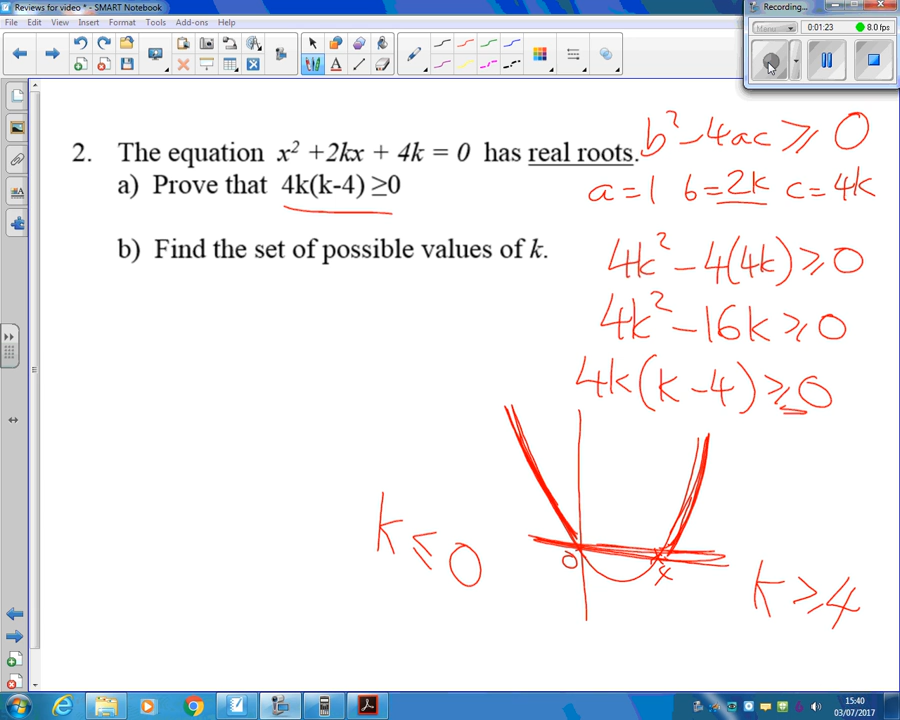 Reviews for video * - SMART Notebook
File Edit View Insert Format Tools Add-ons Help
Recording...
Menu 0:01:23 8.0fps
2. The equation x² +2kx + 4k = 0 has real roots.
a) Prove that 4k(k-4) ≥0
b) Find the set of possible values of k.
b² -4ac ≥ 0
a=1 b=2k c=4k
4k² -4(4k) ≥ 0
4k² -16k ≥ 0
4k(k-4) ≥ 0
0 4
k ≤ 0
k ≥ 4
15:40
03/07/2017